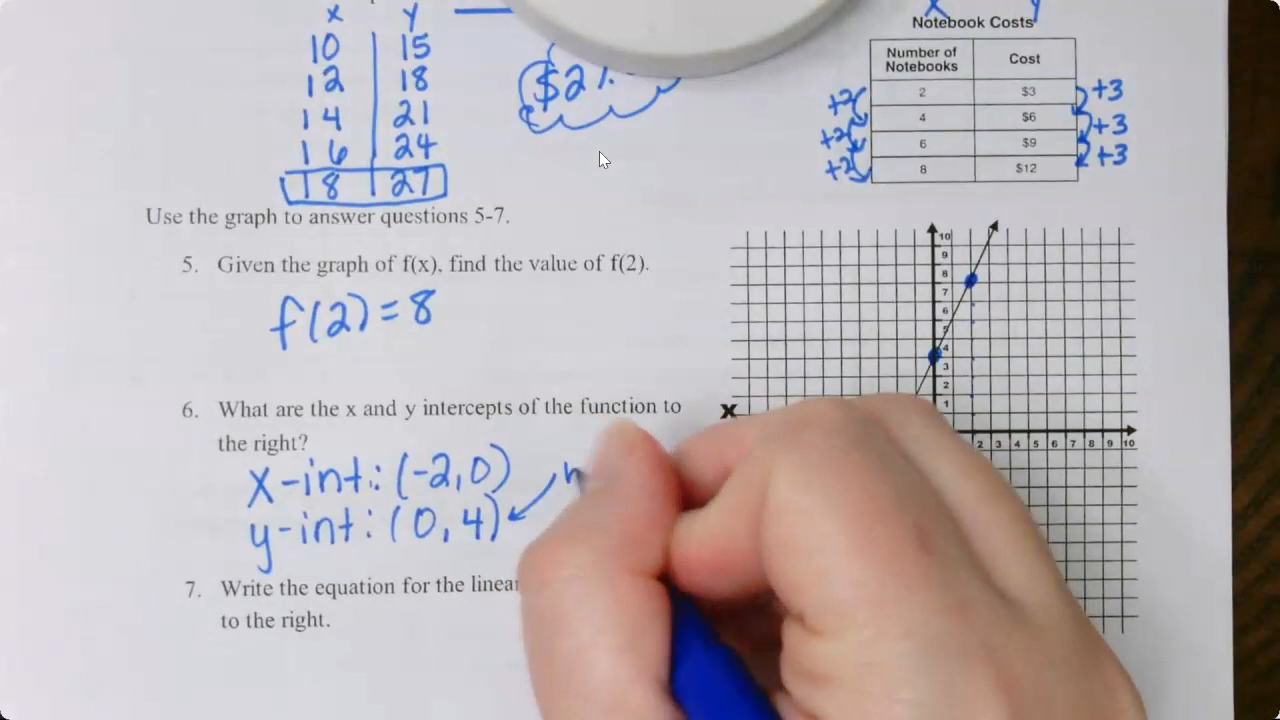 x y
10 15
12 18
14 21
16 24
18 27
x y
Notebook Costs
Number of Notebooks Cost
2 $3
4 $6
6 $9
8 $12
+2 +3
+2 +3
+2 +3
Use the graph to answer questions 5-7.
5. Given the graph of f(x), find the value of f(2).
f(2) = 8
6. What are the x and y intercepts of the function to
the right?
x-int: (-2,0)
y-int: (0, 4)
7. Write the equation for the linear
to the right.
10
9
8
7
6
5
4
3
2
1
X
2 3 4 5 6 7 8 9 10